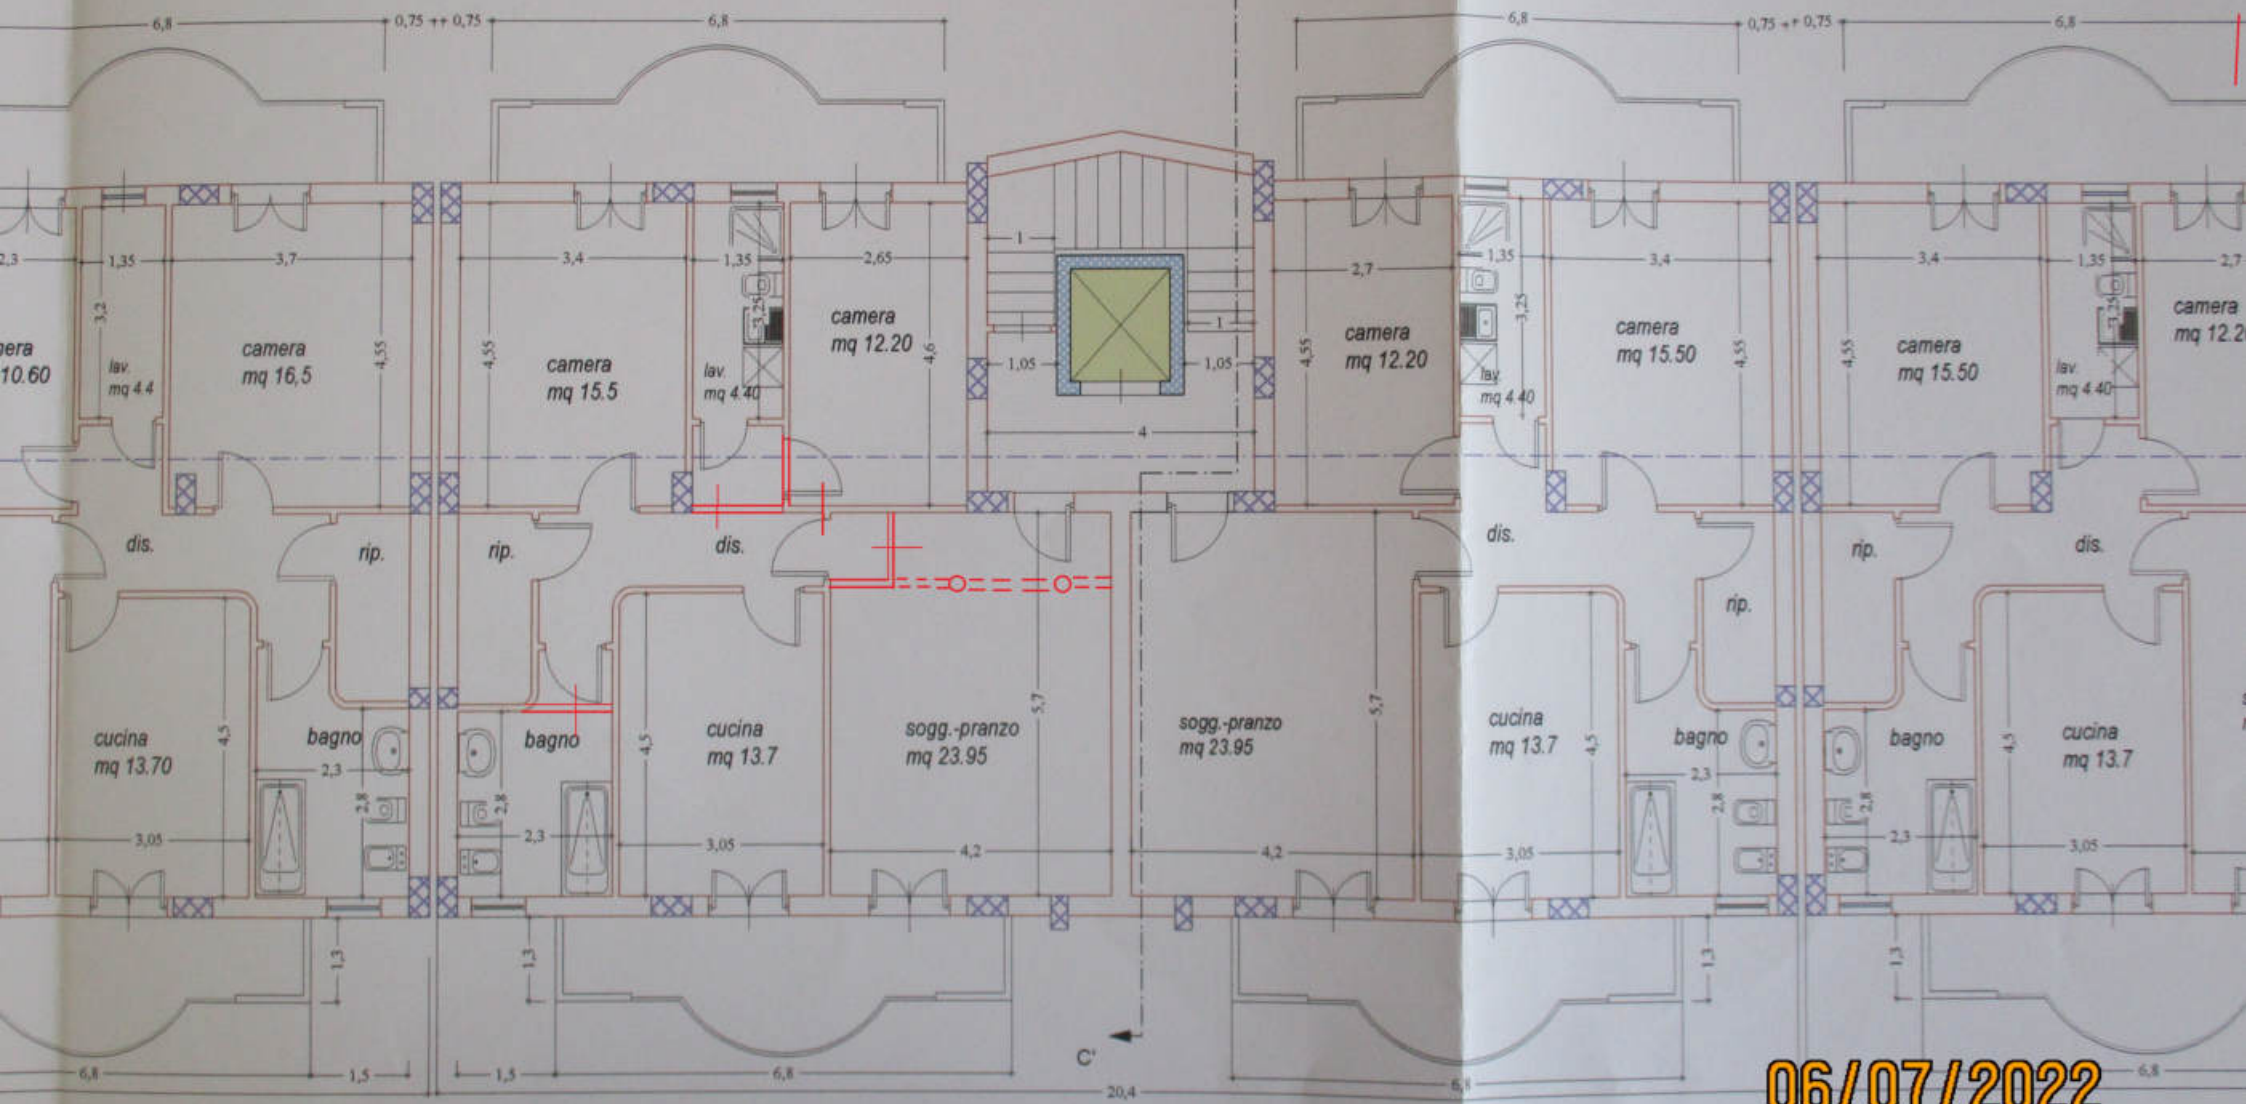 6,8
0,75
0,75
6,8
6,8
0,75
0,75
6,8
2,3
1,35
3,7
3,4
1,35
2,65
1
2,7
1,35
3,4
3,4
1,35
2,7
3,2
4,55
4,55
3,25
4,6
1
1,05
1,05
4
4,55
3,25
4,55
4,55
3,25
10.60
lav.
mq 4.4
camera
mq 16,5
camera
mq 15.5
lav.
mq 4.40
camera
mq 12.20
camera
mq 12.20
lav.
mq 4.40
camera
mq 15.50
camera
mq 15.50
lav.
mq 4.40
camera
dis.
rip.
rip.
dis.
dis.
rip.
rip.
dis.
cucina
mq 13.70
4,5
bagno
2,3
2,8
3,05
bagno
2,8
2,3
4,5
cucina
mq 13.7
3,05
sogg.-pranzo
mq 23.95
5,7
4,2
sogg.-pranzo
mq 23.95
5,7
4,2
cucina
mq 13.7
4,5
3,05
bagno
2,3
2,8
bagno
2,8
2,3
4,5
cucina
mq 13.7
3,05
1,3
1,3
1,3
1,3
C'
6,8
1,5
1,5
6,8
20,4
6,8
6,8
06/07/2022